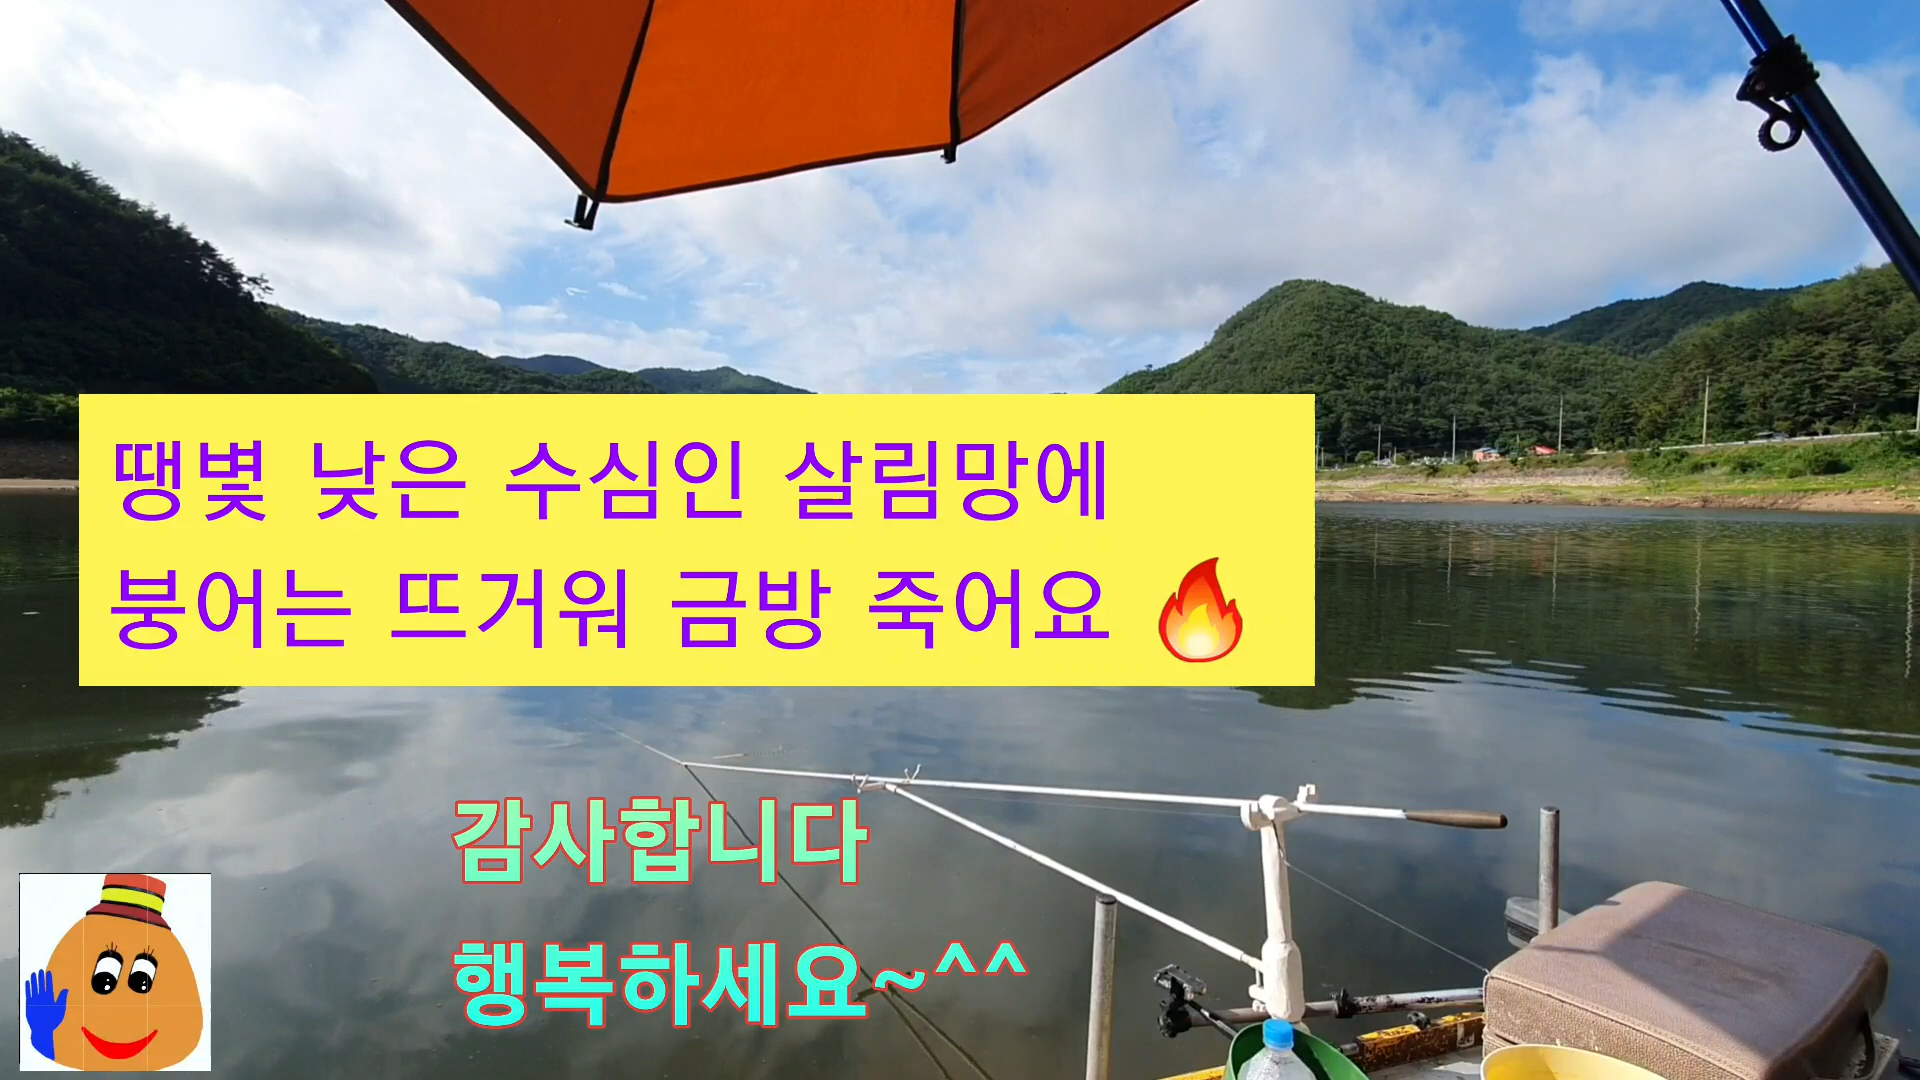 땡볓 낮은 수심인 살림망에
붕어는 뜨거워 금방 죽어요 🔥
감사합니다
행복하세요~^^